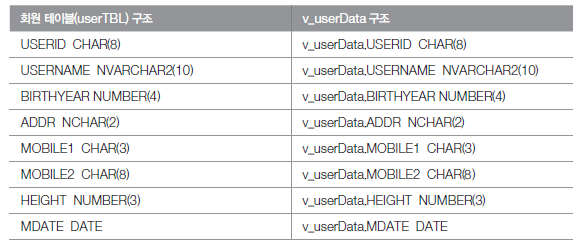 회원 테이블(userTBL) 구조 v_userData 구조
USERID CHAR(8) v_userData.USERID CHAR(8)
USERNAME NVARCHAR2(10) v_userData.USERNAME NVARCHAR2(10)
BIRTHYEAR NUMBER(4) v_userData.BIRTHYEAR NUMBER(4)
ADDR NCHAR(2) v_userData.ADDR NCHAR(2)
MOBILE1 CHAR(3) v_userData.MOBILE1 CHAR(3)
MOBILE2 CHAR(8) v_userData.MOBILE2 CHAR(8)
HEIGHT NUMBER(3) v_userData.HEIGHT NUMBER(3)
MDATE DATE v_userData.MDATE DATE